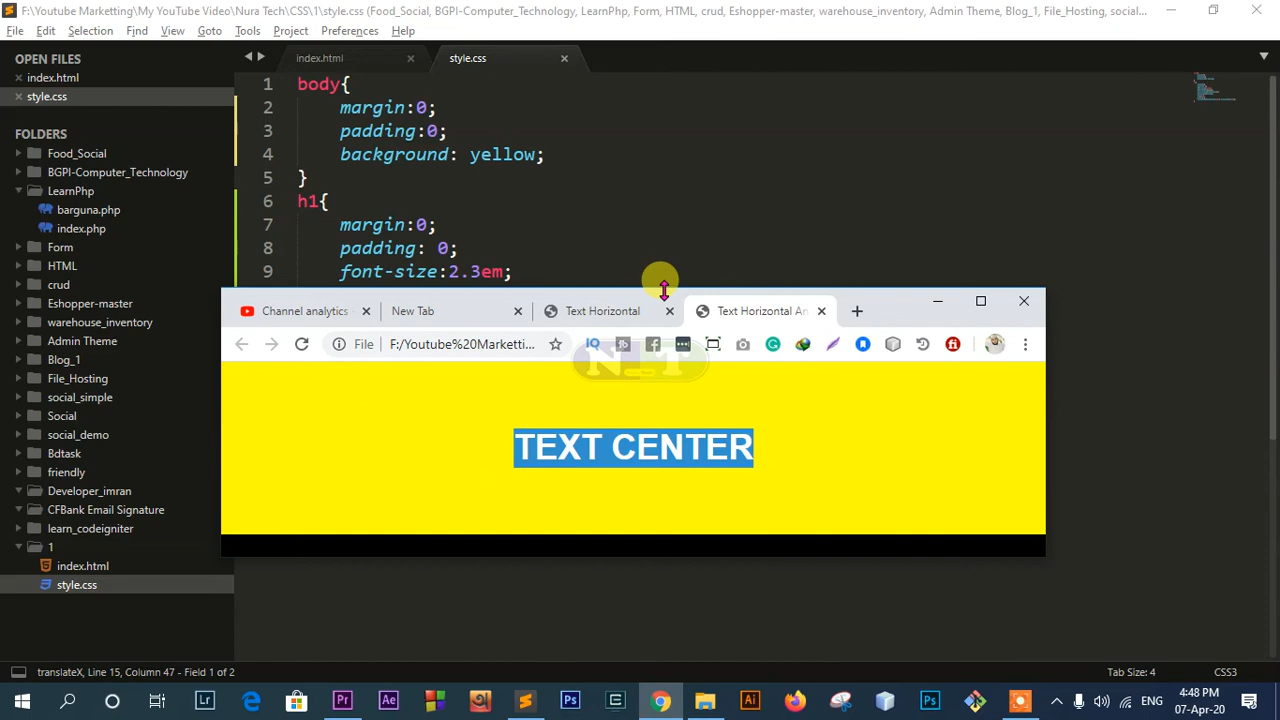 F:\Youtube Marketting\My YouTube Video\Nura Tech\CSS\1\style.css (Food_Social, BGPI-Computer_Technology, LearnPhp, Form, HTML, crud, Eshopper-master, warehouse_inventory, Admin Theme, Blog_1, File_Hosting, social...
File Edit Selection Find View Goto Tools Project Preferences Help
OPEN FILES
index.html
style.css
FOLDERS
Food_Social
BGPI-Computer_Technology
LearnPhp
barguna.php
index.php
Form
HTML
crud
Eshopper-master
warehouse_inventory
Admin Theme
Blog_1
File_Hosting
social_simple
Social
social_demo
Bdtask
friendly
Developer_imran
CFBank Email Signature
learn_codeigniter
1
index.html
style.css
index.html style.css
1 body{
2 margin:0;
3 padding:0;
4 background: yellow;
5 }
6 h1{
7 margin:0;
8 padding: 0;
9 font-size:2.3em;
Channel analytics New Tab Text Horizontal Text Horizontal An
File F:/Youtube%20Marketti...
NET
TEXT CENTER
translateX, Line 15, Column 47 - Field 1 of 2
Tab Size: 4 CSS3
ENG
4:48 PM
07-Apr-20